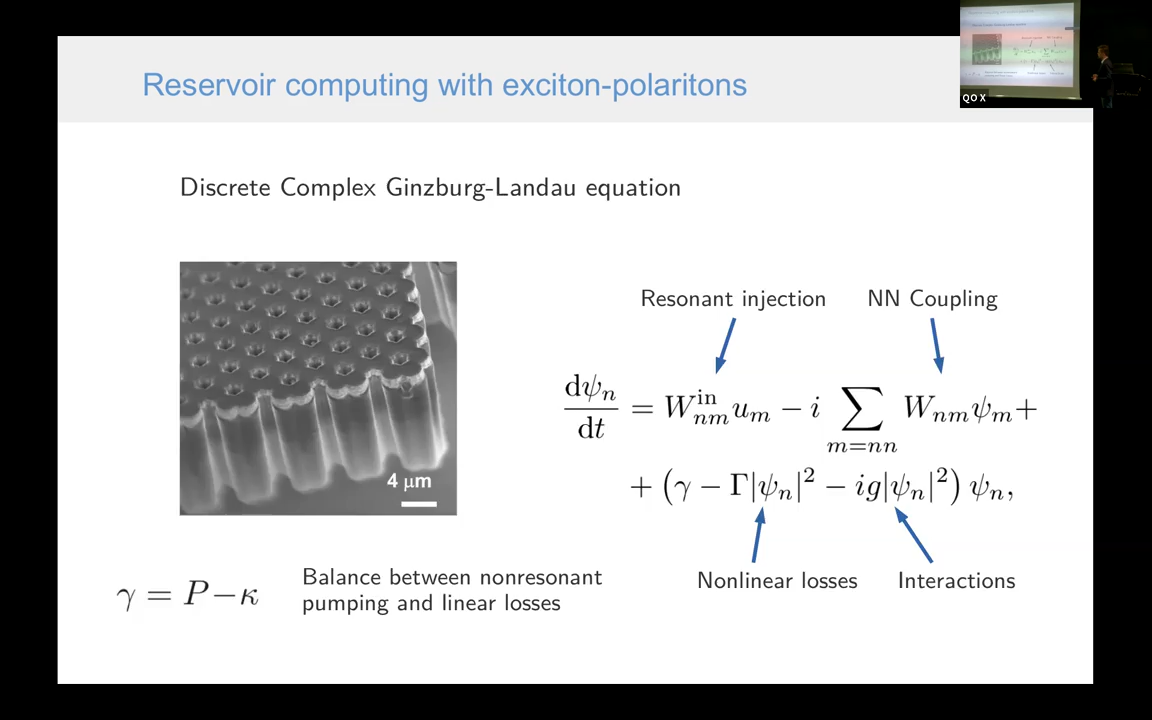 Reservoir computing with exciton-polaritons
QO X
Discrete Complex Ginzburg-Landau equation
Resonant injection NN Coupling
dψ_n/dt = W^in_nm u_m − i ∑_{m=nn} W_nm ψ_m +
+ (γ − Γ|ψ_n|² − ig|ψ_n|²) ψ_n,
4 μm
Nonlinear losses Interactions
γ = P−κ
Balance between nonresonant
pumping and linear losses